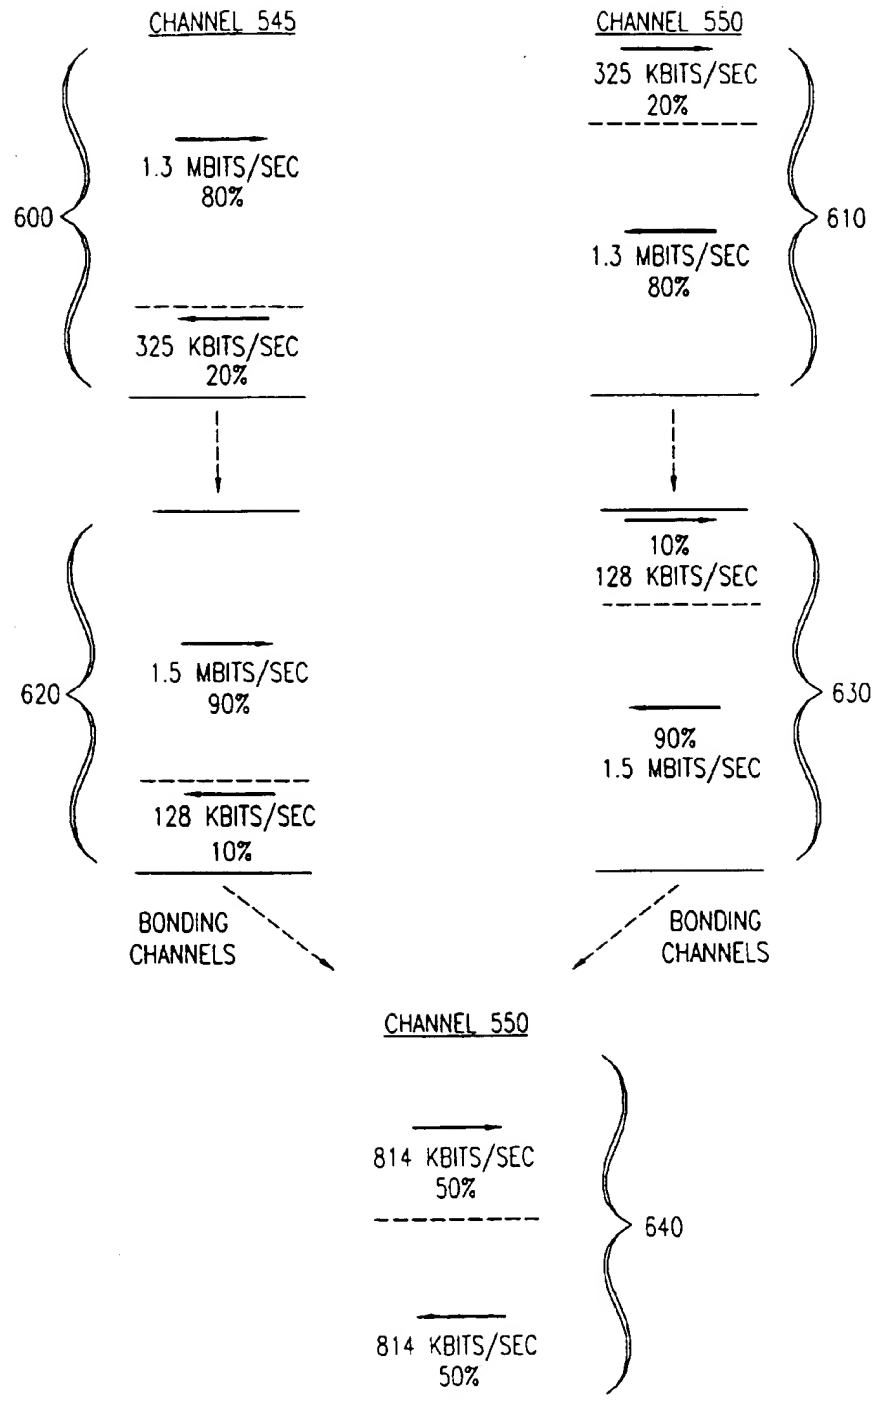 CHANNEL 545
1.3 MBITS/SEC
80%
600
325 KBITS/SEC
20%
CHANNEL 550
325 KBITS/SEC
20%
1.3 MBITS/SEC
80%
610
1.5 MBITS/SEC
90%
620
128 KBITS/SEC
10%
10%
128 KBITS/SEC
90%
1.5 MBITS/SEC
630
BONDING
CHANNELS
BONDING
CHANNELS
CHANNEL 550
814 KBITS/SEC
50%
640
814 KBITS/SEC
50%